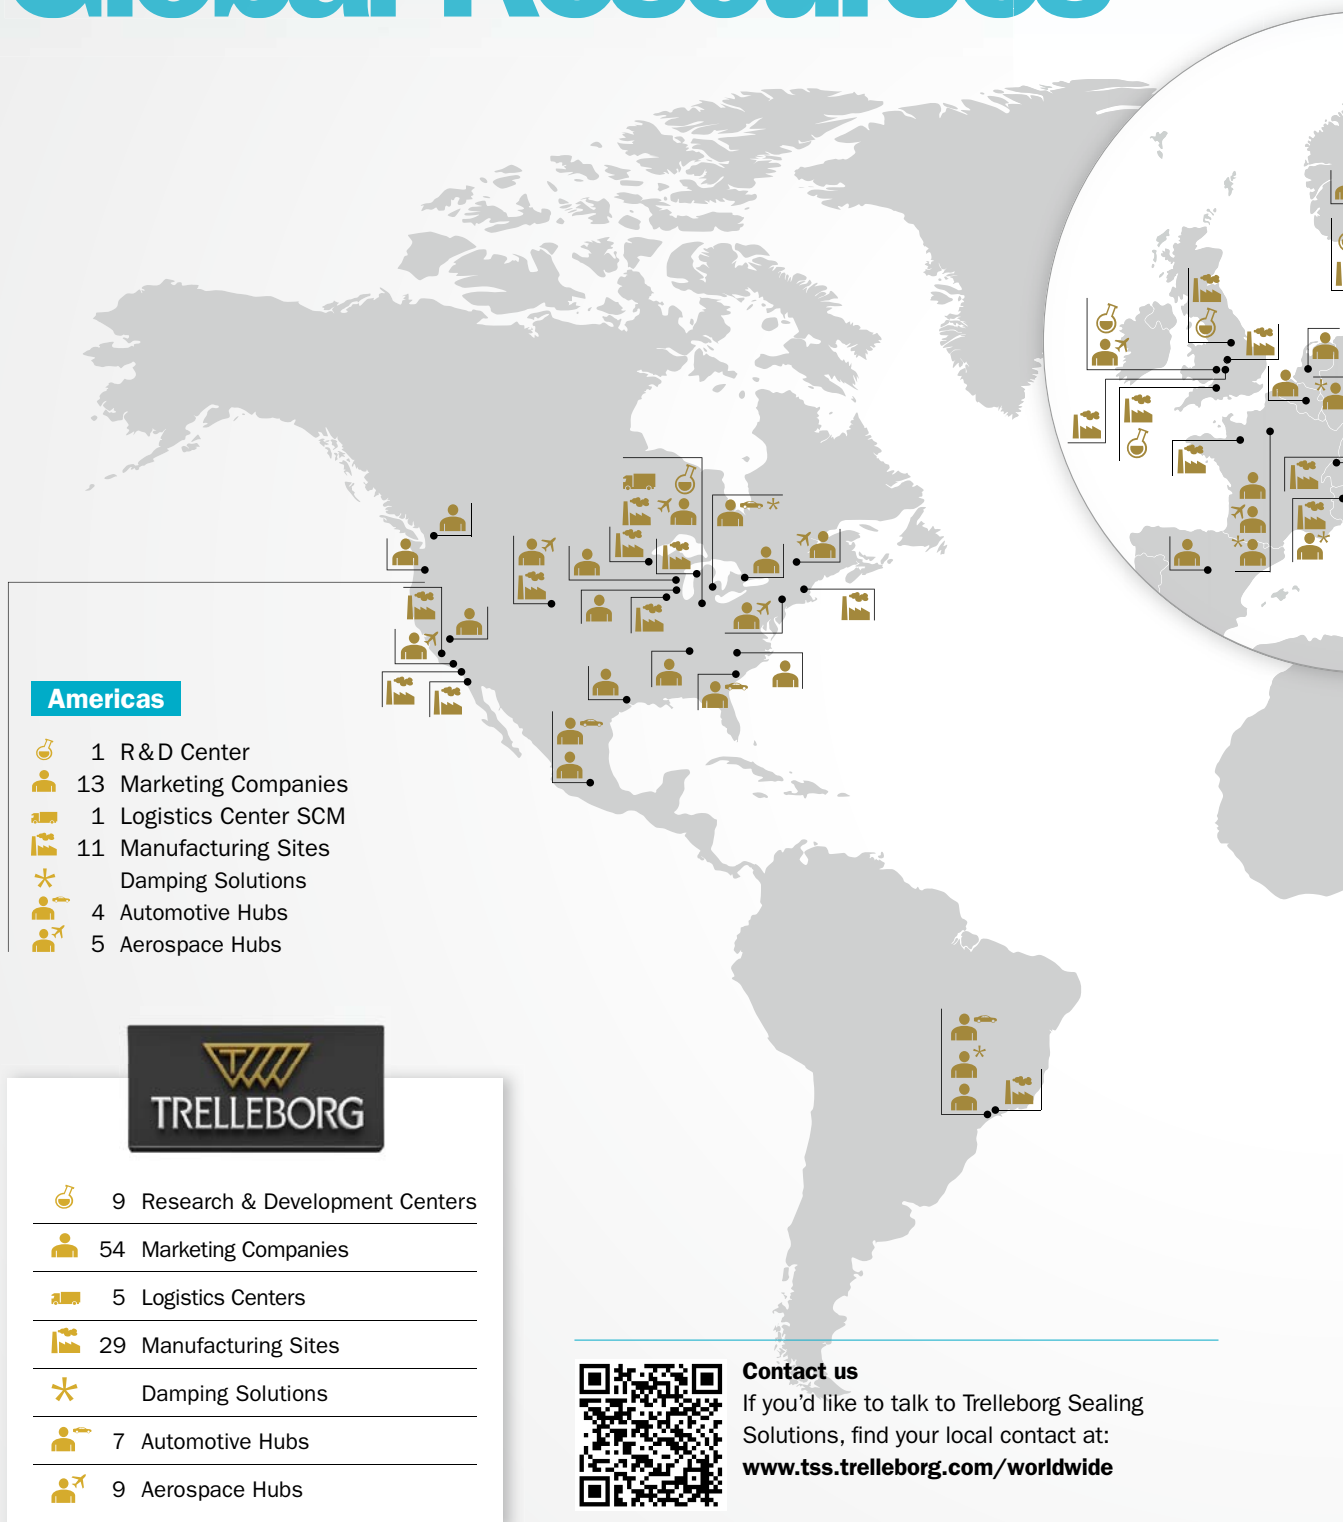 Global Resources
Americas
1 R&D Center
13 Marketing Companies
1 Logistics Center SCM
11 Manufacturing Sites
Damping Solutions
4 Automotive Hubs
5 Aerospace Hubs
TRELLEBORG
9 Research & Development Centers
54 Marketing Companies
5 Logistics Centers
29 Manufacturing Sites
Damping Solutions
7 Automotive Hubs
9 Aerospace Hubs
Contact us
If you’d like to talk to Trelleborg Sealing
Solutions, find your local contact at:
www.tss.trelleborg.com/worldwide